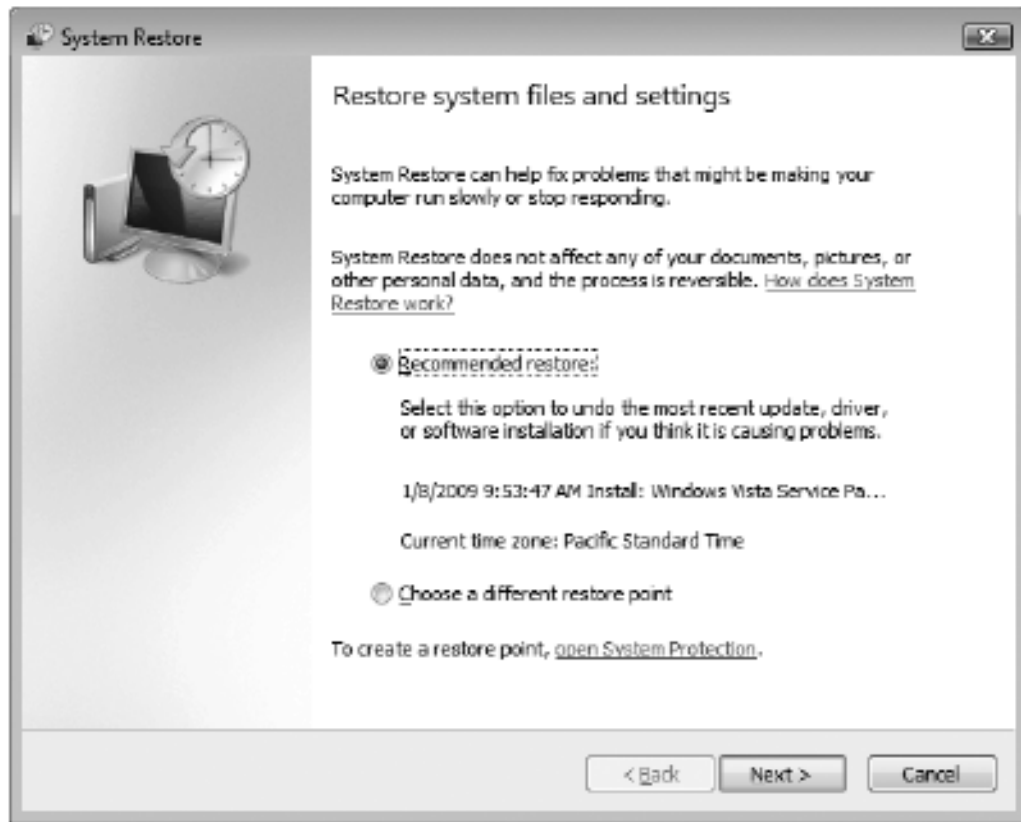 System Restore
Restore system files and settings
System Restore can help fix problems that might be making your
computer run slowly or stop responding.
System Restore does not affect any of your documents, pictures, or
other personal data, and the process is reversible. How does System
Restore work?
Recommended restore:
Select this option to undo the most recent update, driver,
or software installation if you think it is causing problems.
1/8/2009 9:53:47 AM Install: Windows Vista Service Pa...
Current time zone: Pacific Standard Time
Choose a different restore point
To create a restore point, open System Protection.
< Back
Next >
Cancel